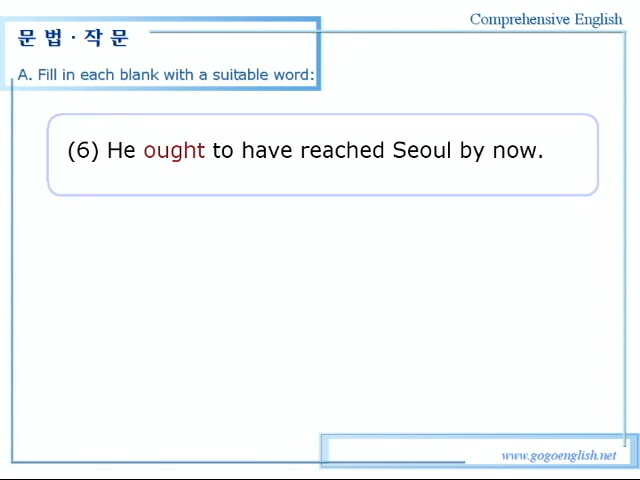 Comprehensive English
문 법 · 작 문
A. Fill in each blank with a suitable word:
(6) He ought to have reached Seoul by now.
www.gogoenglish.net